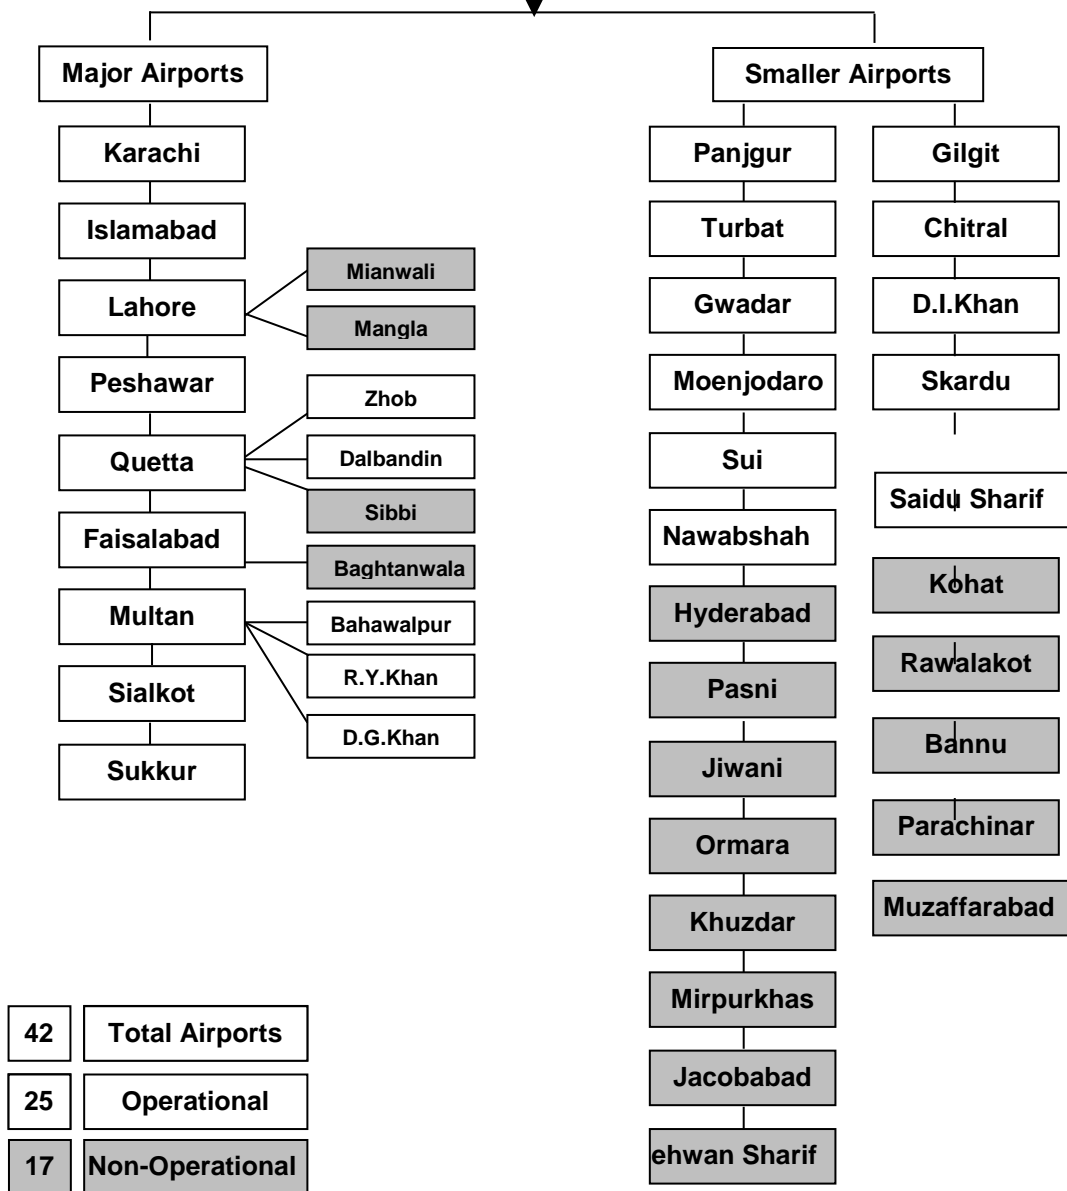 Major Airports
Smaller Airports
Karachi
Islamabad
Lahore
Peshawar
Quetta
Faisalabad
Multan
Sialkot
Sukkur
Mianwali
Mangla
Zhob
Dalbandin
Sibbi
Baghtanwala
Bahawalpur
R.Y.Khan
D.G.Khan
Panjgur
Turbat
Gwadar
Moenjodaro
Sui
Nawabshah
Hyderabad
Pasni
Jiwani
Ormara
Khuzdar
Mirpurkhas
Jacobabad
ehwan Sharif
Gilgit
Chitral
D.I.Khan
Skardu
Saidu Sharif
Kohat
Rawalakot
Bannu
Parachinar
Muzaffarabad
42 Total Airports
25 Operational
17 Non-Operational